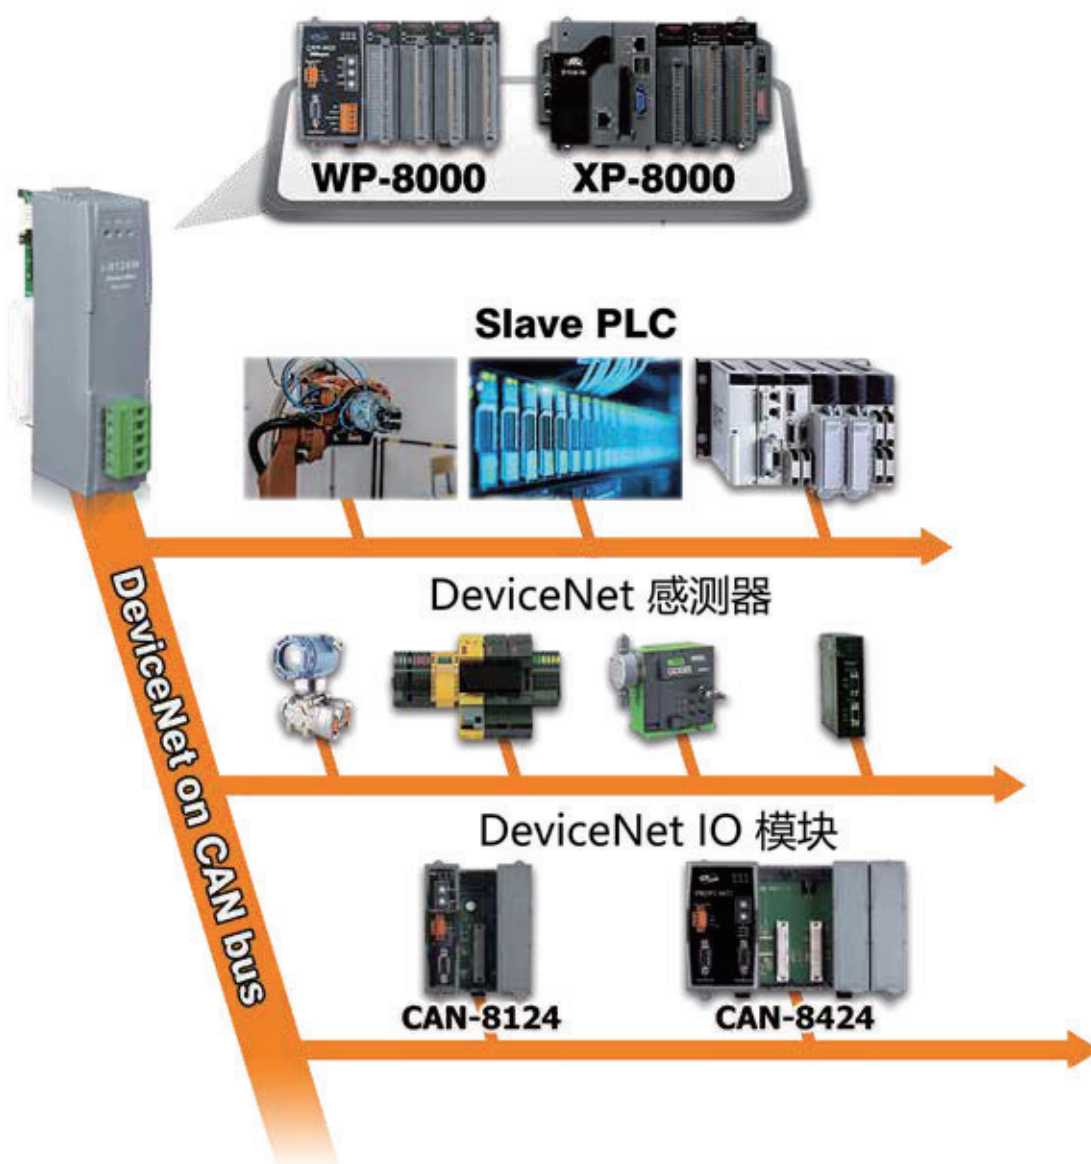 WP-8000
XP-8000
Slave PLC
DeviceNet 感测器
DeviceNet on CAN bus
DeviceNet IO 模块
CAN-8124
CAN-8424